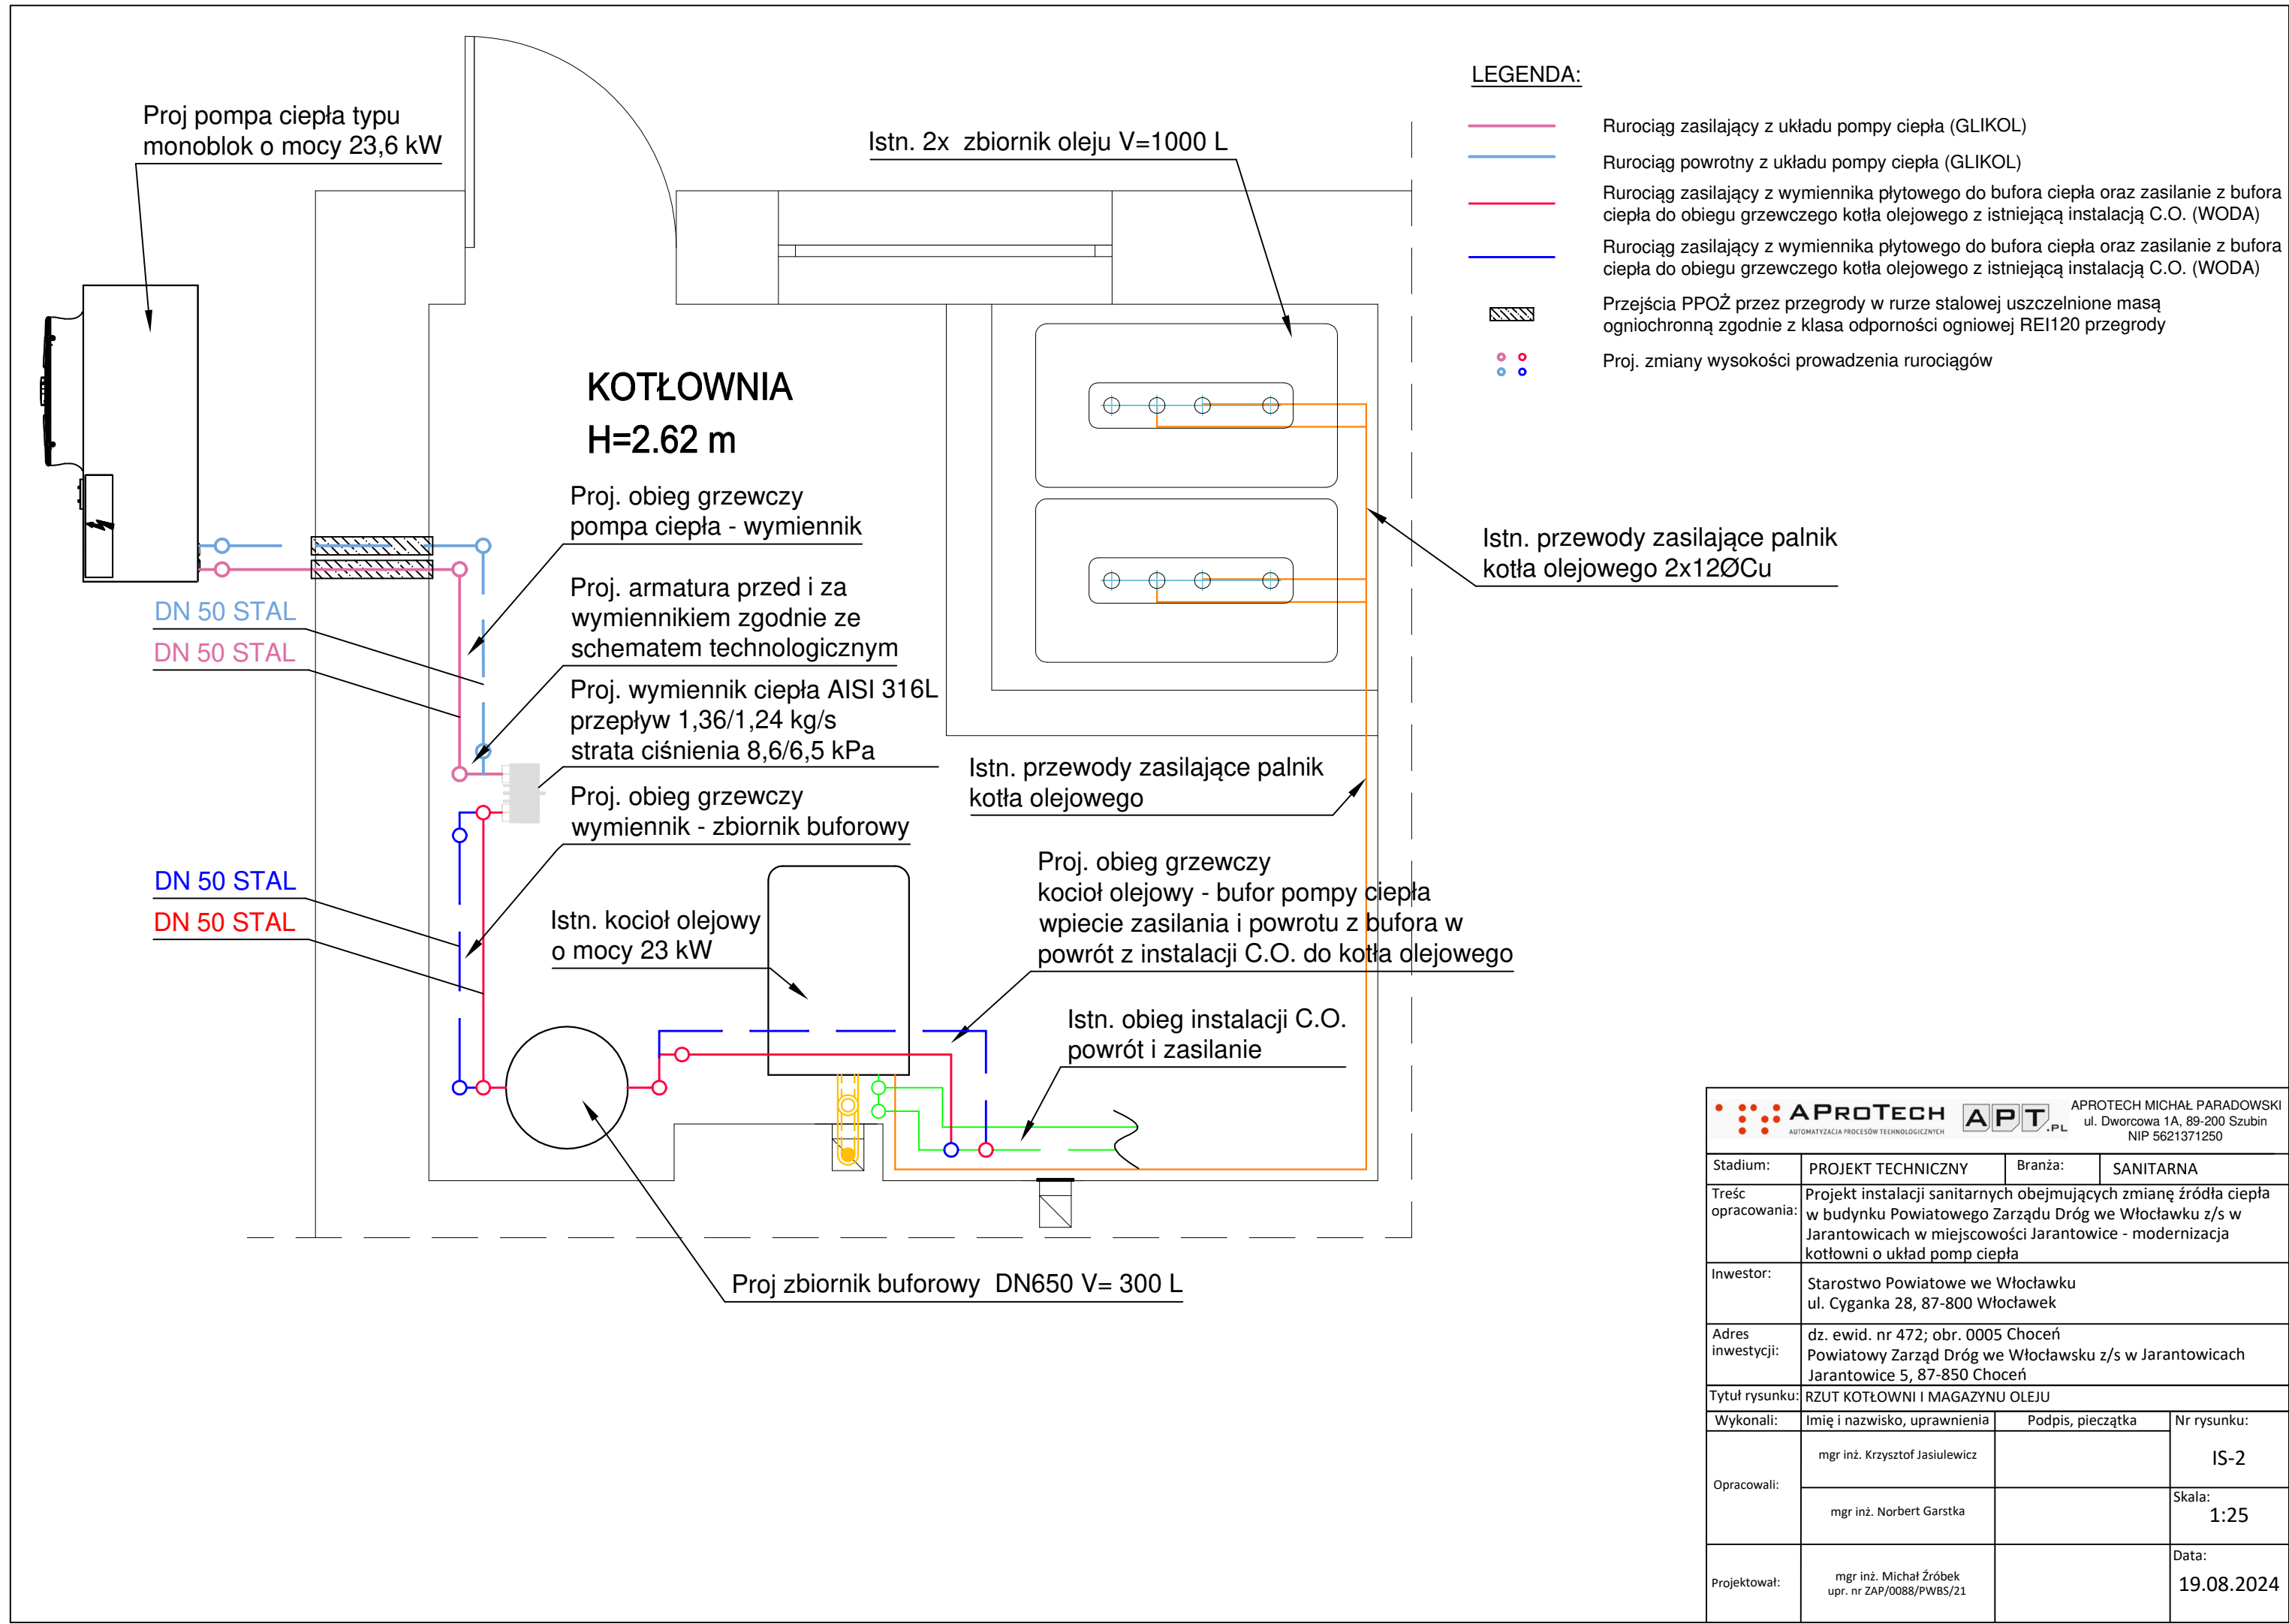 Proj pompa ciepła typu
monoblok o mocy 23,6 kW
Istn. 2x zbiornik oleju V=1000 L
LEGENDA:
Rurociąg zasilający z układu pompy ciepła (GLIKOL)
Rurociąg powrotny z układu pompy ciepła (GLIKOL)
Rurociąg zasilający z wymiennika płytowego do bufora ciepła oraz zasilanie z bufora
ciepła do obiegu grzewczego kotła olejowego z istniejącą instalacją C.O. (WODA)
Rurociąg zasilający z wymiennika płytowego do bufora ciepła oraz zasilanie z bufora
ciepła do obiegu grzewczego kotła olejowego z istniejącą instalacją C.O. (WODA)
Przejścia PPOŻ przez przegrody w rurze stalowej uszczelnione masą
ogniochronną zgodnie z klasa odporności ogniowej REI120 przegrody
Proj. zmiany wysokości prowadzenia rurociągów
KOTŁOWNIA
H=2.62 m
Proj. obieg grzewczy
pompa ciepła - wymiennik
Istn. przewody zasilające palnik
kotła olejowego 2x12ØCu
Proj. armatura przed i za
wymiennikiem zgodnie ze
schematem technologicznym
DN 50 STAL
DN 50 STAL
Proj. wymiennik ciepła AISI 316L
przepływ 1,36/1,24 kg/s
strata ciśnienia 8,6/6,5 kPa
Istn. przewody zasilające palnik
kotła olejowego
Proj. obieg grzewczy
wymiennik - zbiornik buforowy
DN 50 STAL
DN 50 STAL
Istn. kocioł olejowy
o mocy 23 kW
Proj. obieg grzewczy
kocioł olejowy - bufor pompy ciepła
wpiecie zasilania i powrotu z bufora w
powrót z instalacji C.O. do kotła olejowego
Istn. obieg instalacji C.O.
powrót i zasilanie
Proj zbiornik buforowy DN650 V= 300 L
APROTECH
AUTOMATYZACJA PROCESÓW TECHNOLOGICZNYCH
APT.PL
APROTECH MICHAŁ PARADOWSKI
ul. Dworcowa 1A, 89-200 Szubin
NIP 5621371250
Stadium: PROJEKT TECHNICZNY Branża: SANITARNA
Treść opracowania:
Projekt instalacji sanitarnych obejmujących zmianę źródła ciepła
w budynku Powiatowego Zarządu Dróg we Włocławku z/s w
Jarantowicach w miejscowości Jarantowice - modernizacja
kotłowni o układ pomp ciepła
Inwestor:
Starostwo Powiatowe we Włocławku
ul. Cyganka 28, 87-800 Włocławek
Adres inwestycji:
dz. ewid. nr 472; obr. 0005 Choceń
Powiatowy Zarząd Dróg we Włocławsku z/s w Jarantowicach
Jarantowice 5, 87-850 Choceń
Tytuł rysunku: RZUT KOTŁOWNI I MAGAZYNU OLEJU
Wykonali: Imię i nazwisko, uprawnienia Podpis, pieczątka Nr rysunku:
IS-2
Opracowali:
mgr inż. Krzysztof Jasiulewicz
mgr inż. Norbert Garstka
Skala:
1:25
Projektował:
mgr inż. Michał Źróbek
upr. nr ZAP/0088/PWBS/21
Data:
19.08.2024